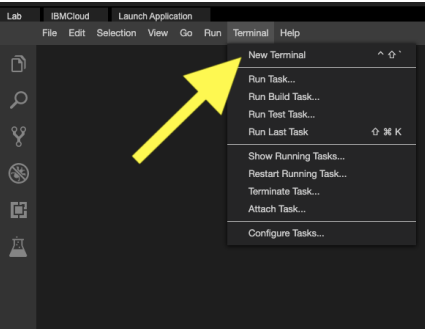 Lab IBMCloud Launch Application
File Edit Selection View Go Run Terminal Help
New Terminal ^ ⇧ `
Run Task...
Run Build Task...
Run Test Task...
Run Last Task ⇧ ⌘ K
Show Running Tasks...
Restart Running Task...
Terminate Task...
Attach Task...
Configure Tasks...